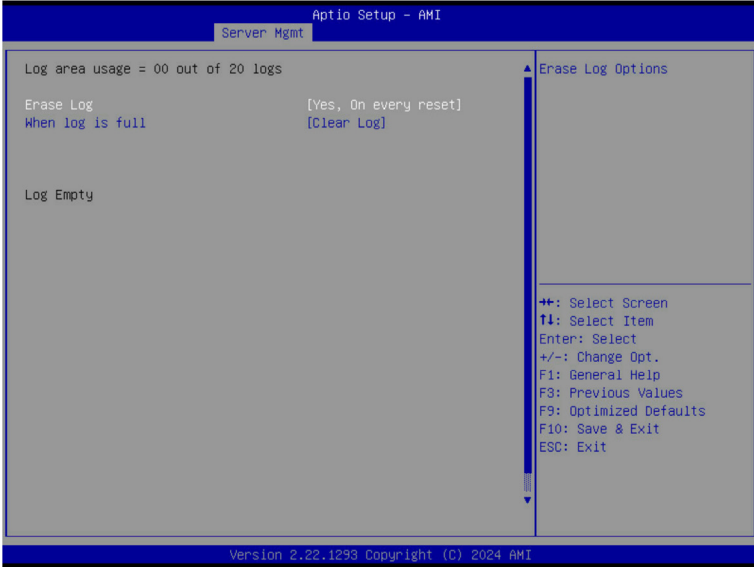 Aptio Setup – AMI
Server Mgmt
Log area usage = 00 out of 20 logs
Erase Log [Yes, On every reset]
When log is full [Clear Log]
Log Empty
Erase Log Options
→←: Select Screen
↑↓: Select Item
Enter: Select
+/-: Change Opt.
F1: General Help
F3: Previous Values
F9: Optimized Defaults
F10: Save & Exit
ESC: Exit
Version 2.22.1293 Copyright (C) 2024 AMI